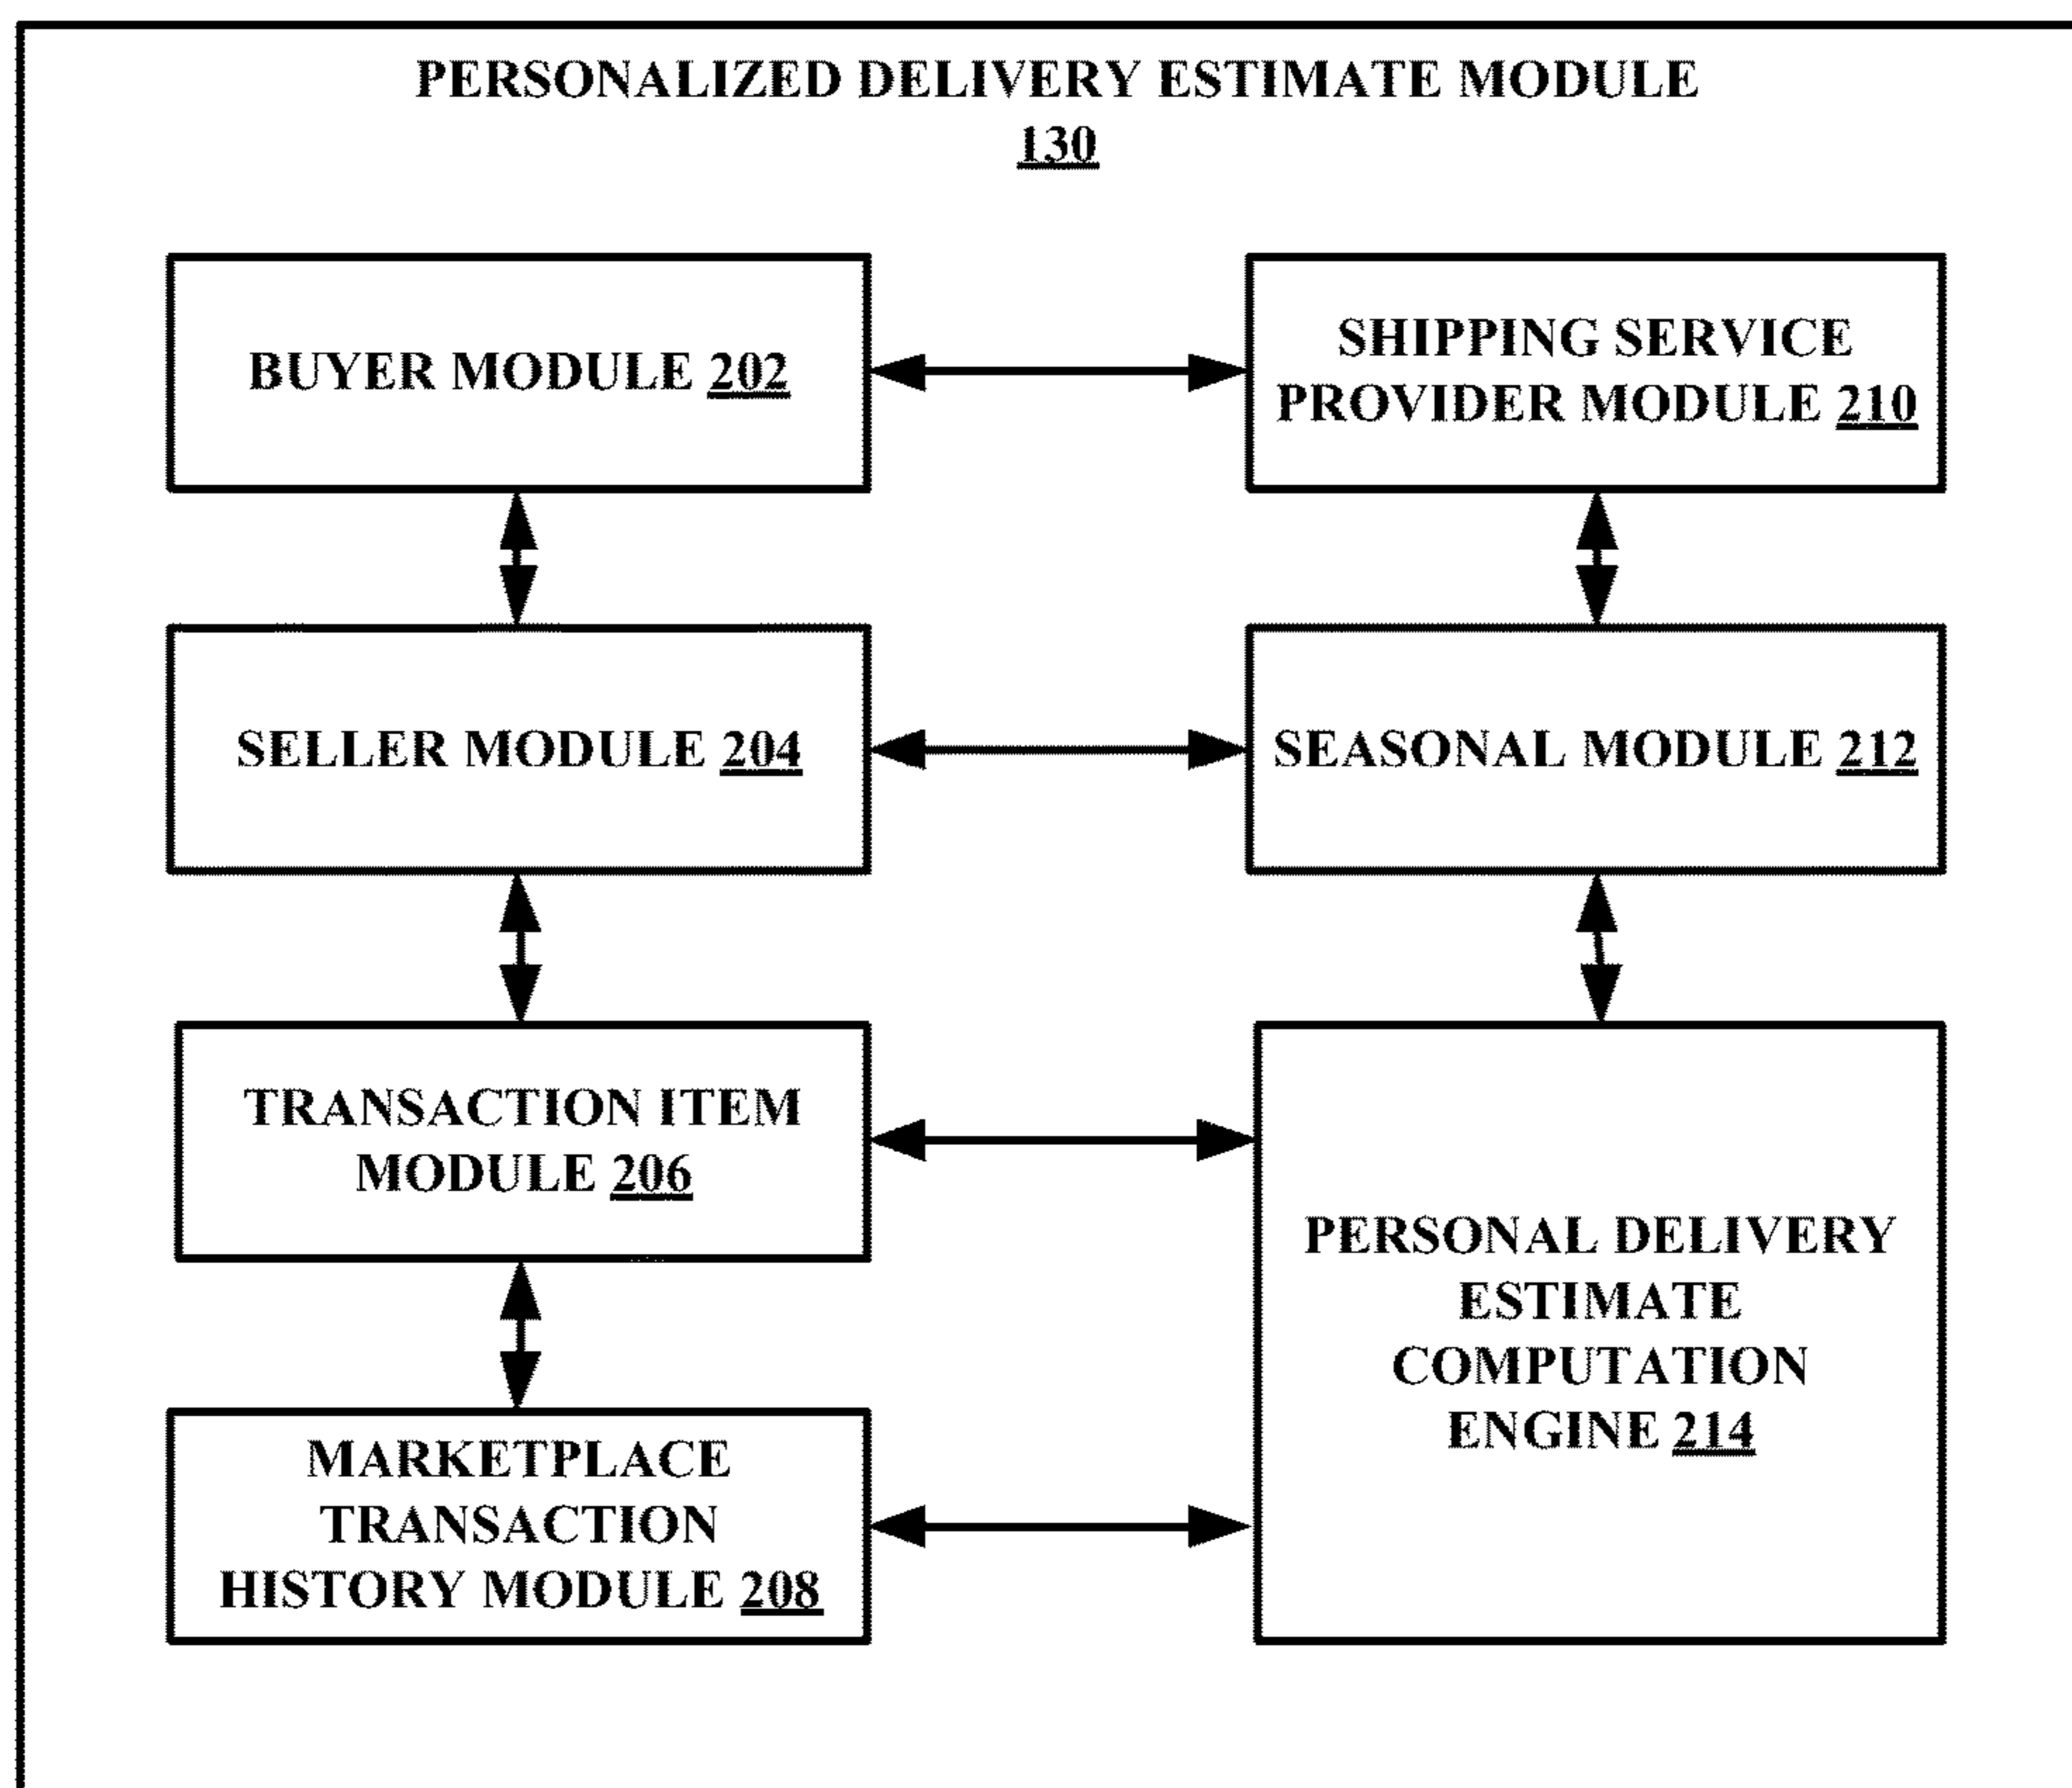 PERSONALIZED DELIVERY ESTIMATE MODULE
130
BUYER MODULE 202
SHIPPING SERVICE
PROVIDER MODULE 210
SELLER MODULE 204
SEASONAL MODULE 212
TRANSACTION ITEM
MODULE 206
PERSONAL DELIVERY
ESTIMATE
COMPUTATION
ENGINE 214
MARKETPLACE
TRANSACTION
HISTORY MODULE 208